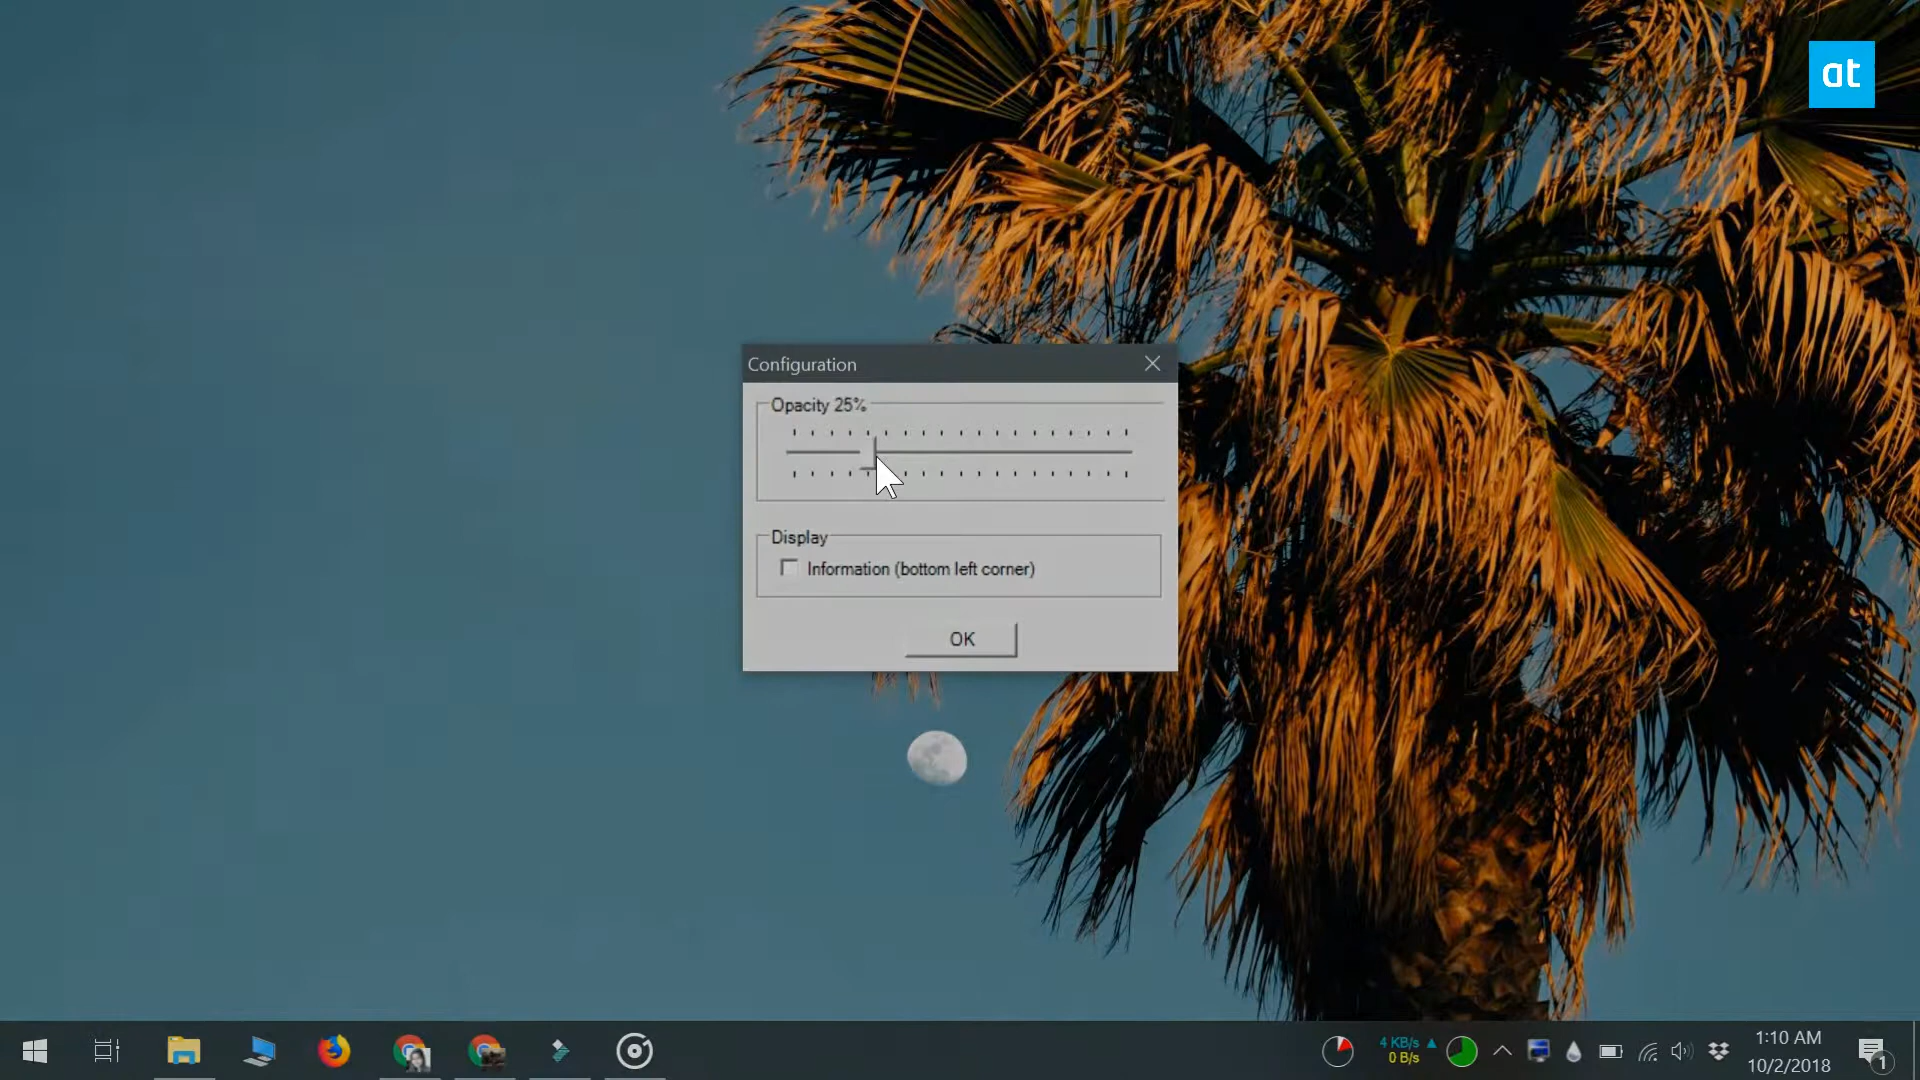 at
Configuration
Opacity 25%
Display
Information (bottom left corner)
OK
4 KB/s
0 B/s
1:10 AM
10/2/2018
1